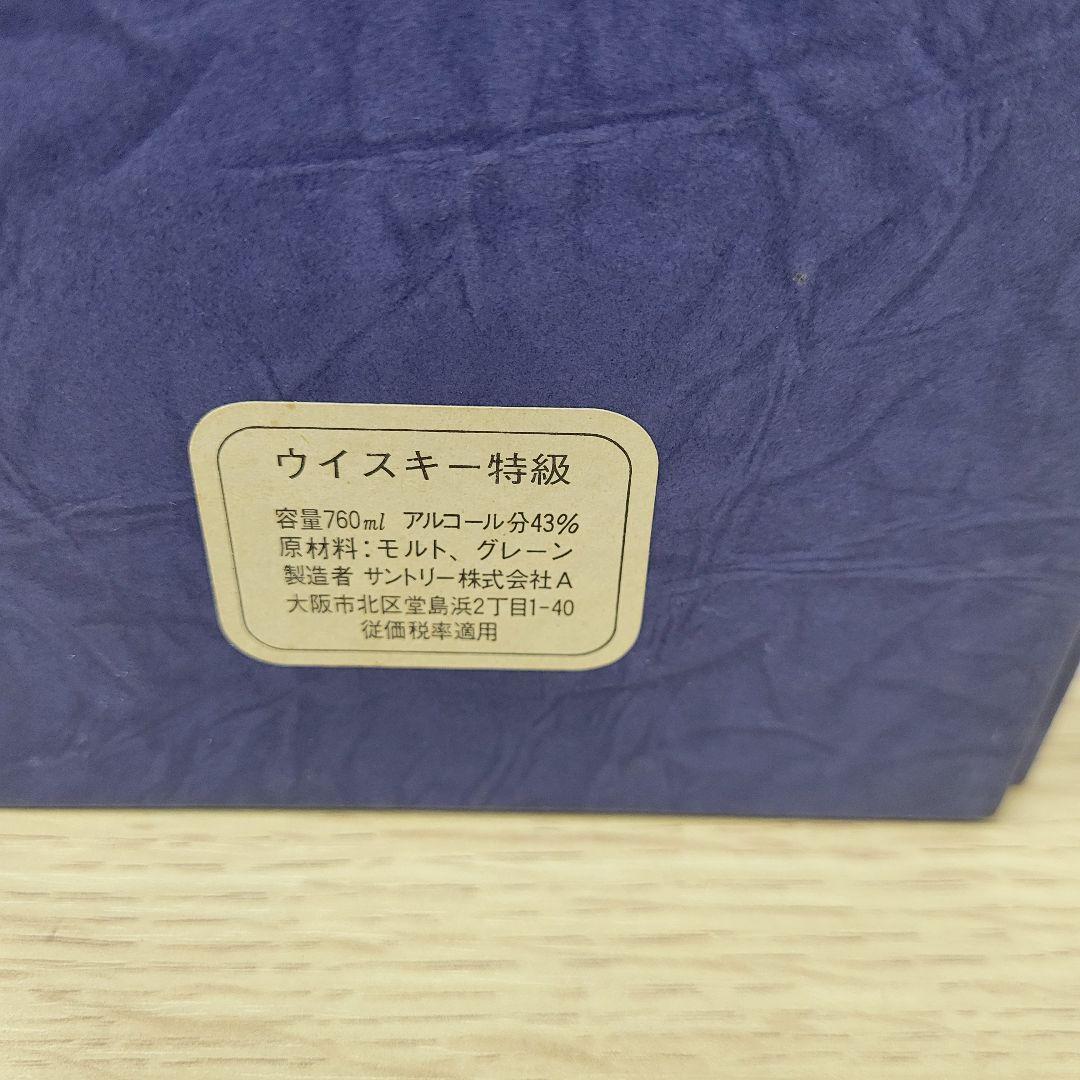 ウイスキー特級
容量760ml アルコール分43%
原材料：モルト、グレーン
製造者 サントリー株式会社A
大阪市北区堂島浜2丁目1-40
従価税率適用